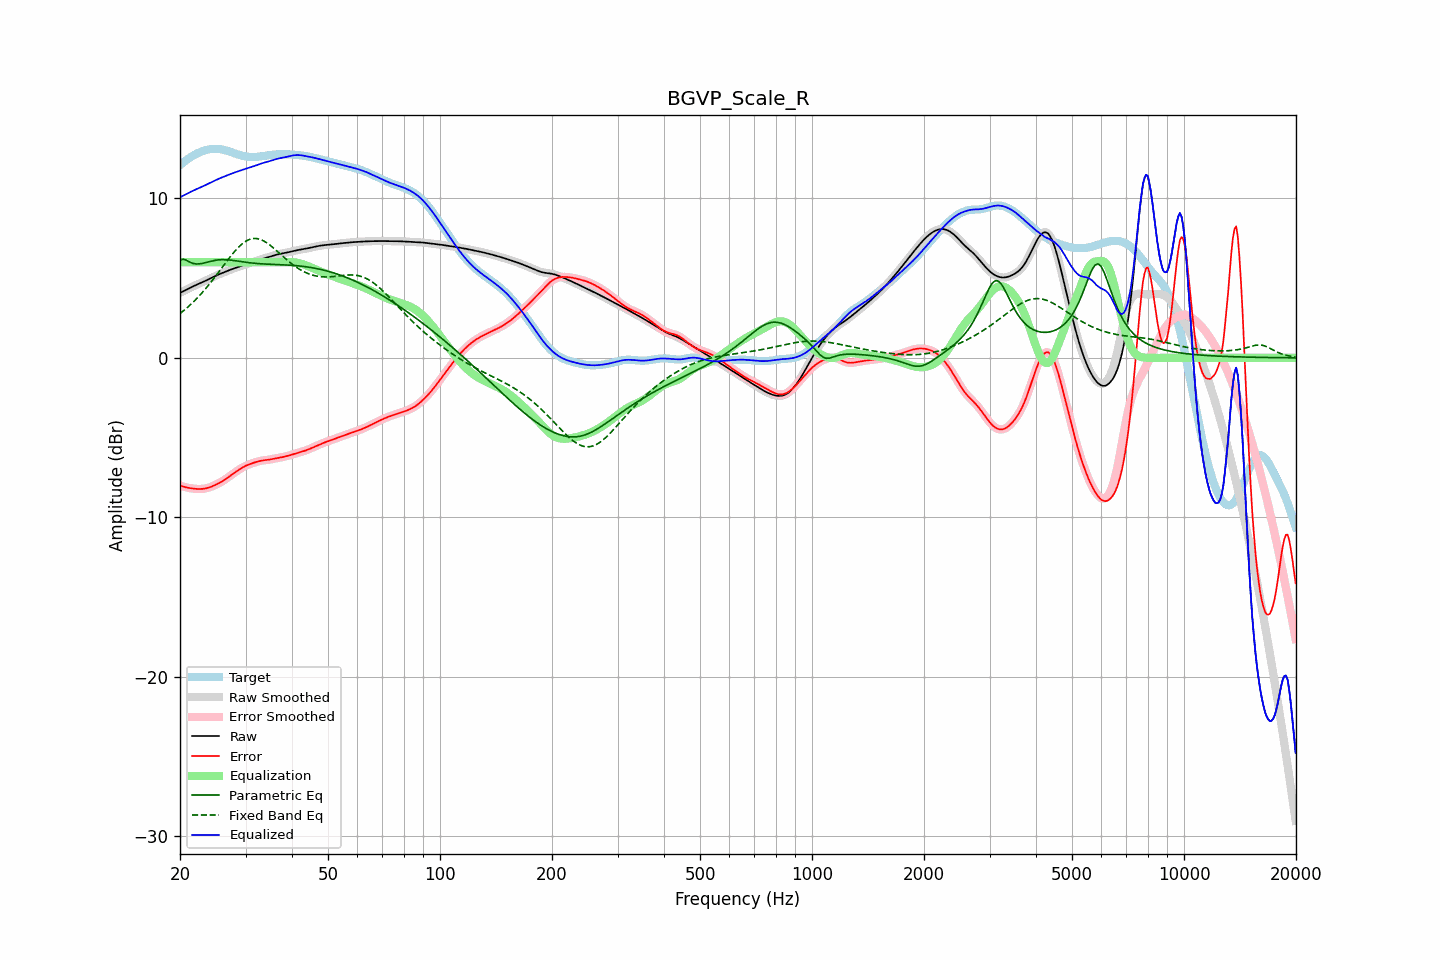 BGVP_Scale_R
Amplitude (dBr)
10
0
−10
−20
−30
Target
Raw Smoothed
Error Smoothed
Raw
Error
Equalization
Parametric Eq
Fixed Band Eq
Equalized
20 50 100 200 500 1000 2000 5000 10000 20000
Frequency (Hz)